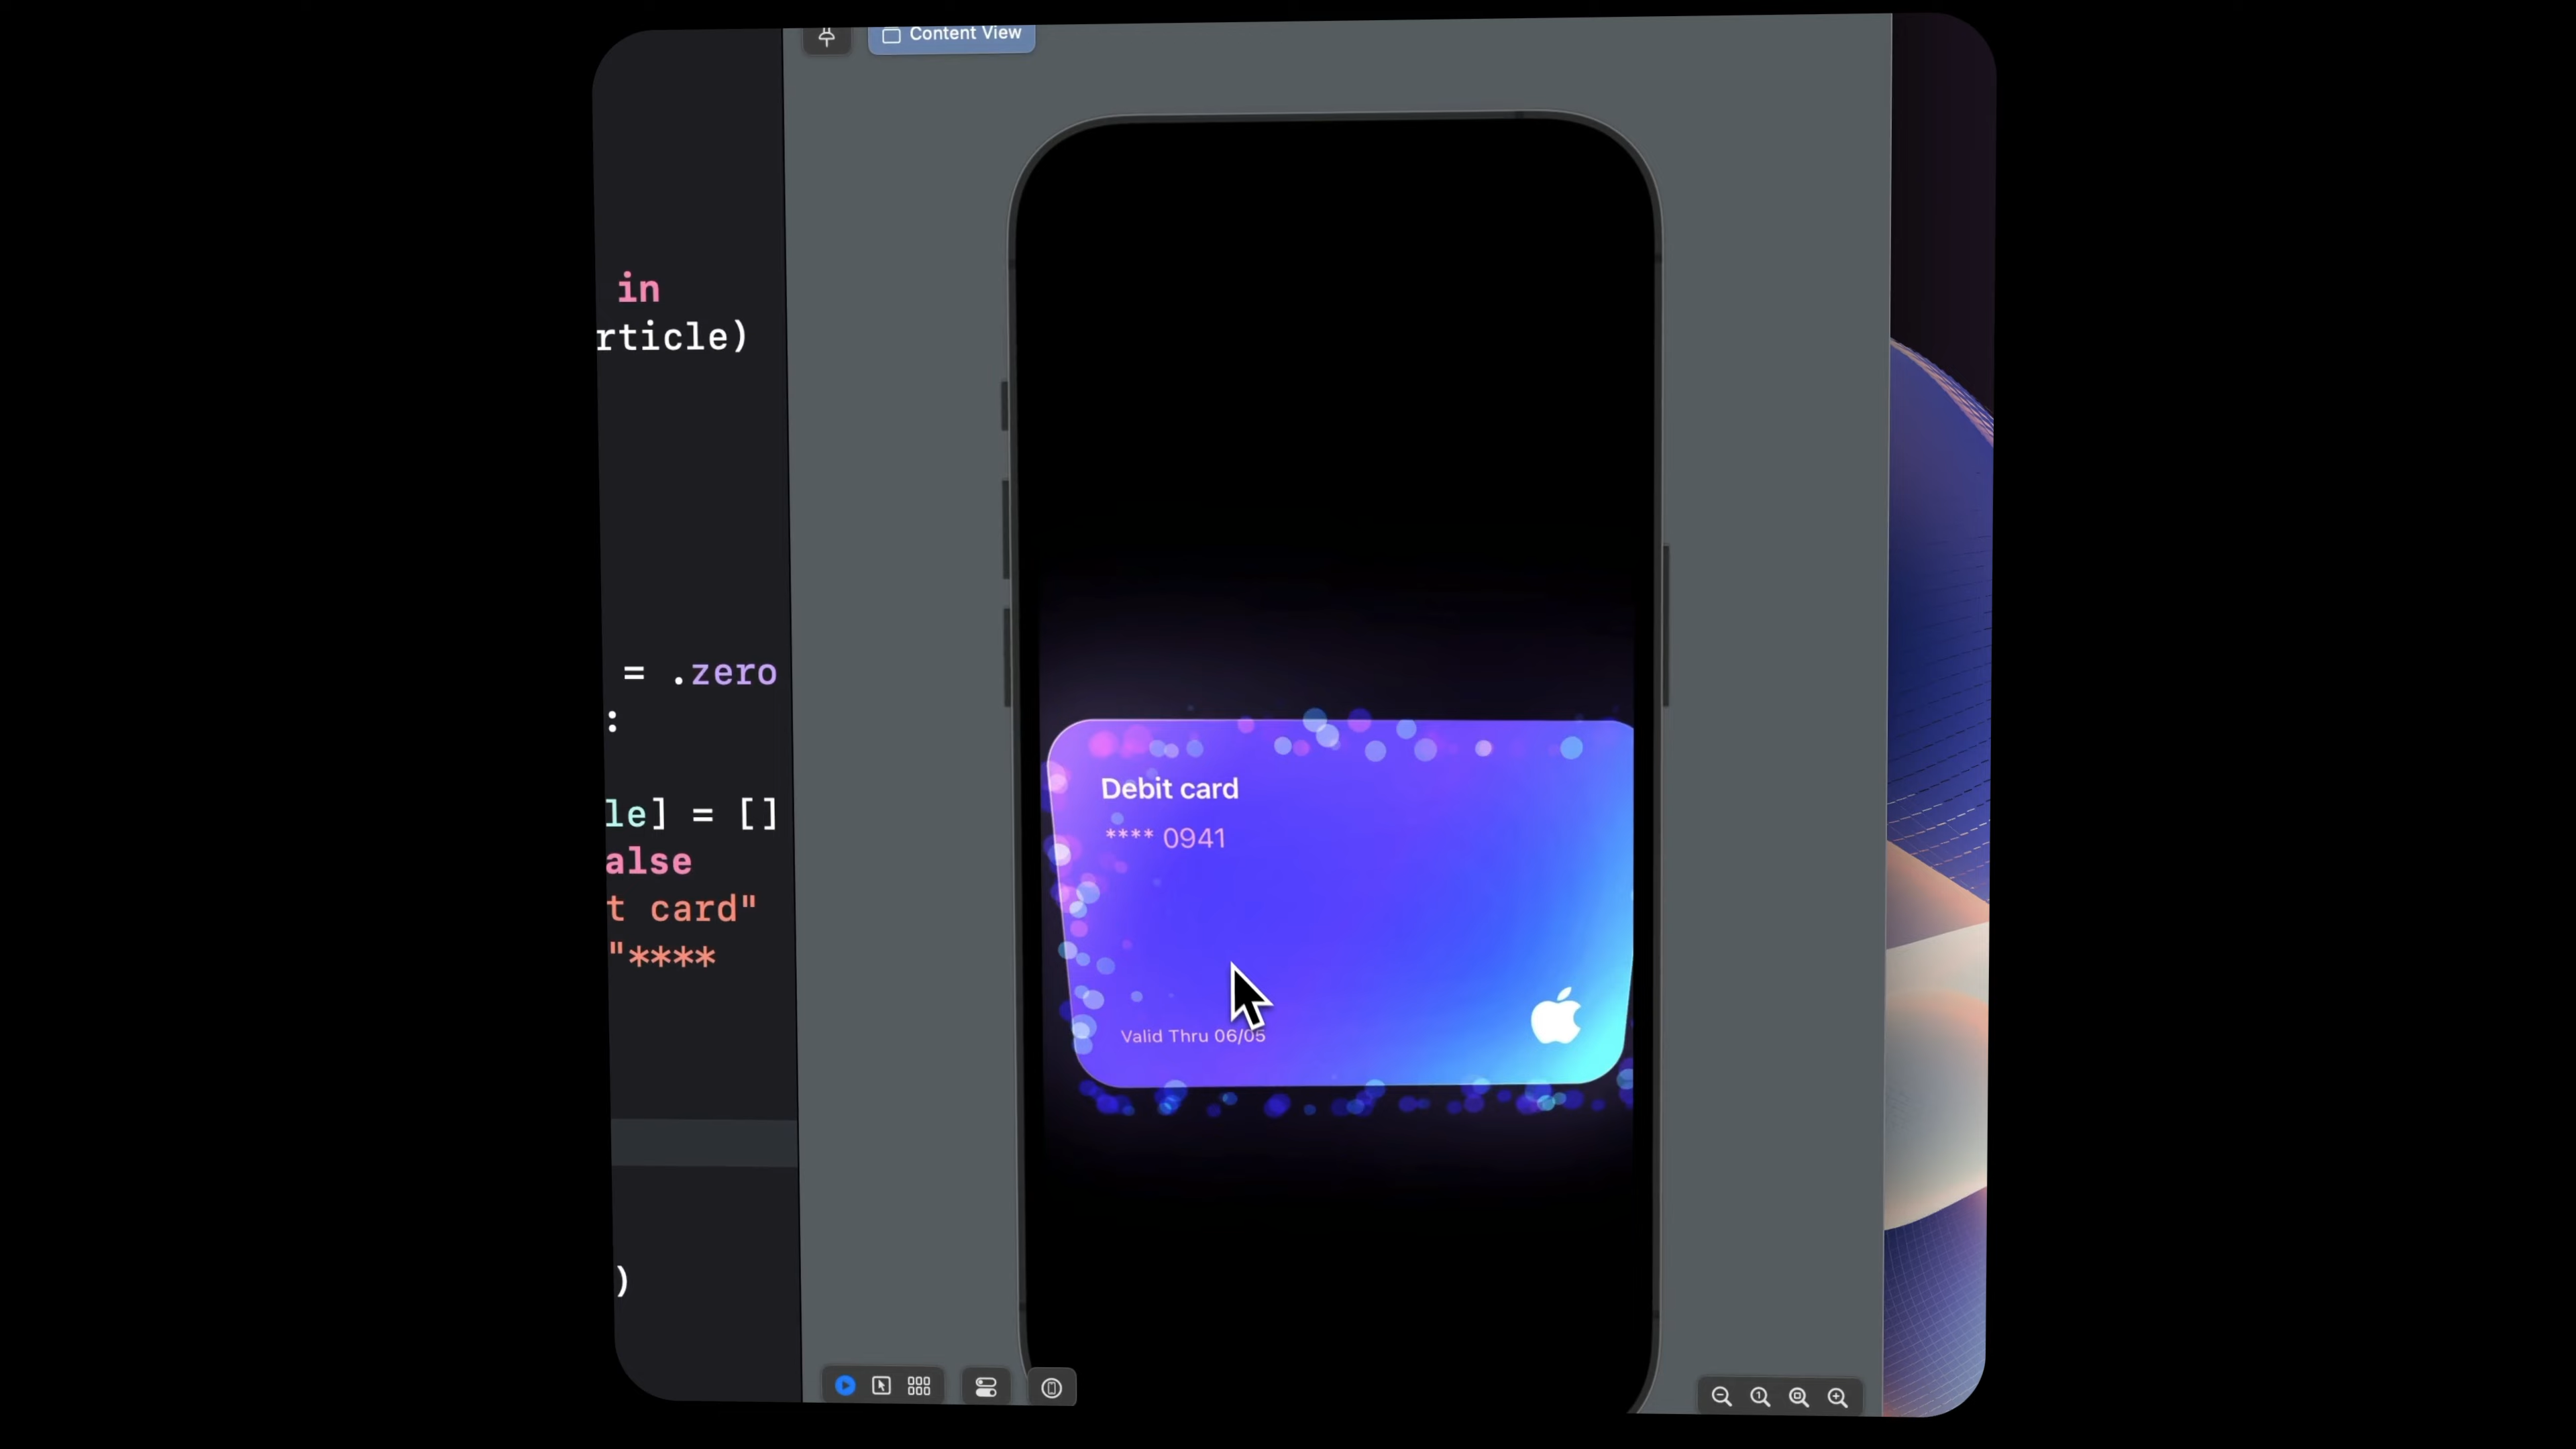 Content View
in
rticle)
= .zero
:
le] = []
alse
t card"
"****
)
Debit card
**** 0941
Valid Thru 06/05